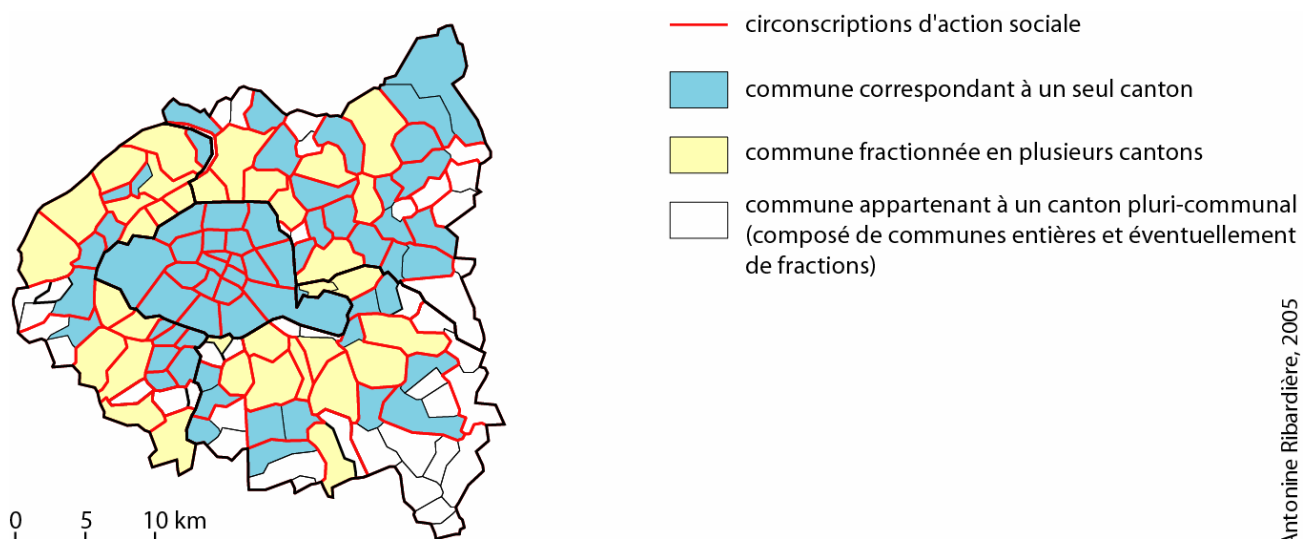 circonscriptions d'action sociale
commune correspondant à un seul canton
commune fractionnée en plusieurs cantons
commune appartenant à un canton pluri-communal
(composé de communes entières et éventuellement
de fractions)
Antonine Ribardière, 2005
0 5 10 km